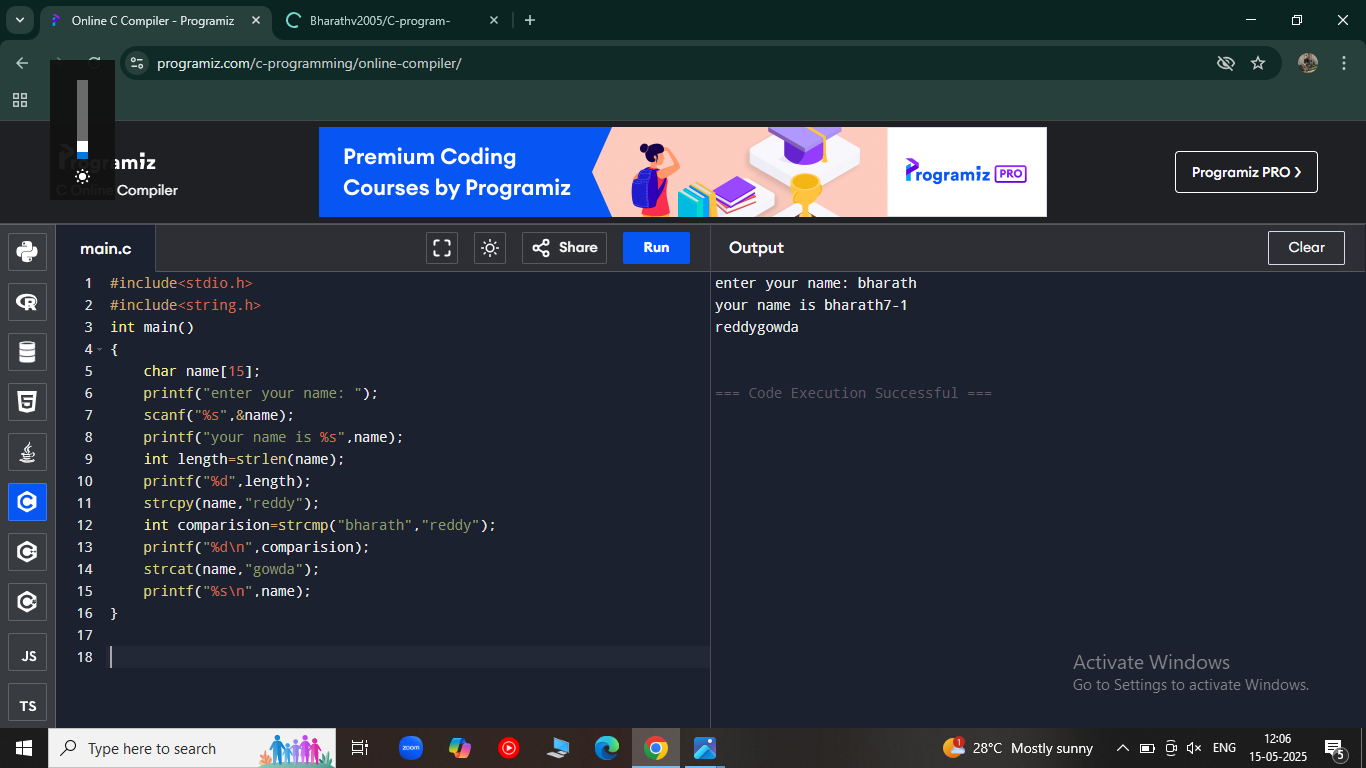 Online C Compiler - Programiz
Bharathv2005/C-program-
programiz.com/c-programming/online-compiler/
Programiz
C Online Compiler
Premium Coding
Courses by Programiz
Programiz PRO
Programiz PRO
main.c
Share
Run
Output
Clear
1 #include<stdio.h>
2 #include<string.h>
3 int main()
4 {
5 char name[15];
6 printf("enter your name: ");
7 scanf("%s",&name);
8 printf("your name is %s",name);
9 int length=strlen(name);
10 printf("%d",length);
11 strcpy(name,"reddy");
12 int comparision=strcmp("bharath","reddy");
13 printf("%d\n",comparision);
14 strcat(name,"gowda");
15 printf("%s\n",name);
16 }
17
18
enter your name: bharath
your name is bharath7-1
reddygowda
=== Code Execution Successful ===
JS
TS
Activate Windows
Go to Settings to activate Windows.
Type here to search
zoom
1
28°C Mostly sunny
ENG
12:06
15-05-2025
5